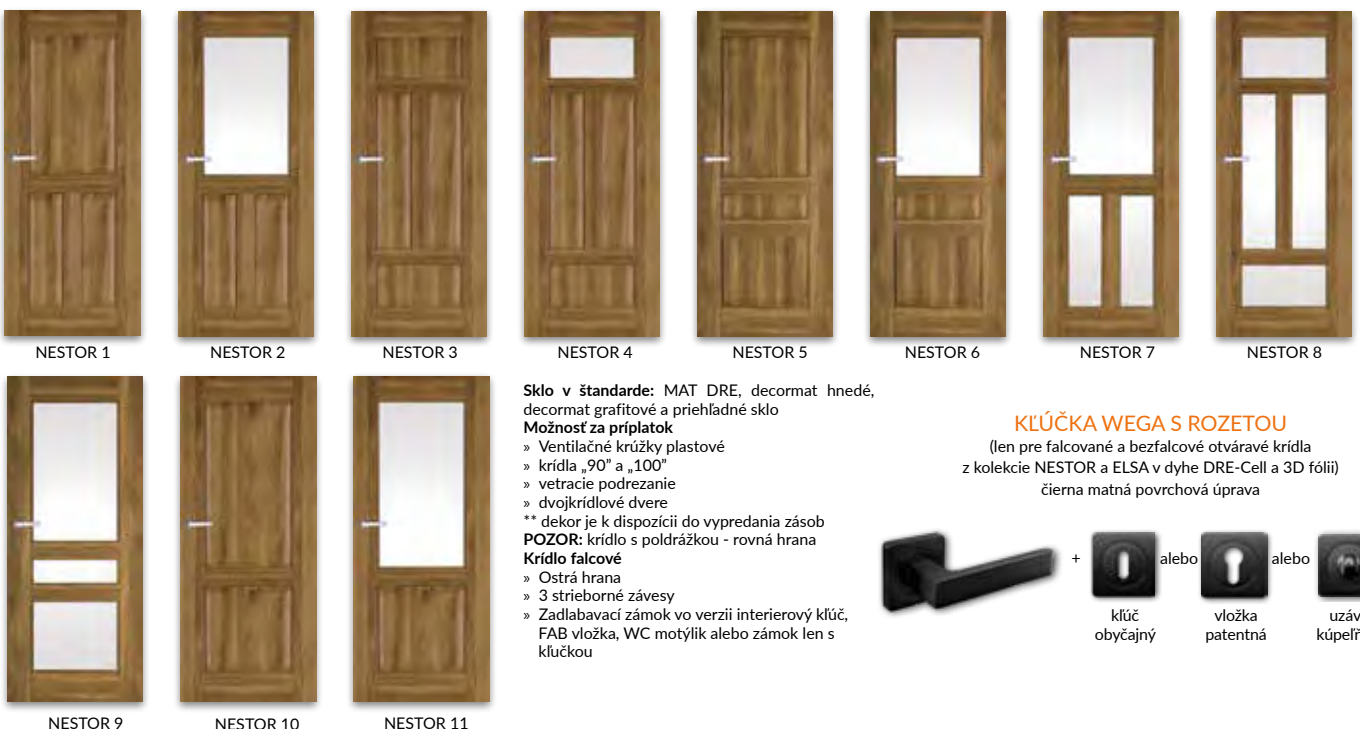 NESTOR 1
NESTOR 2
NESTOR 3
NESTOR 4
NESTOR 5
NESTOR 6
NESTOR 7
NESTOR 8
NESTOR 9
NESTOR 10
NESTOR 11
Sklo v štandarde: MAT DRE, decormat hnedé,
decormat grafitové a priehľadné sklo
Možnosť za príplatok
» Ventilačné krúžky plastové
» krídla „90” a „100”
» vetracie podrezanie
» dvojkrídlové dvere
** dekor je k dispozícii do vypredania zásob
POZOR: krídlo s poldrážkou - rovná hrana
Krídlo falcové
» Ostrá hrana
» 3 strieborné závesy
» Zadlabavací zámok vo verzii interierový kľúč,
FAB vložka, WC motýlik alebo zámok len s
kľučkou
KĽÚČKA WEGA S ROZETOU
(len pre falcované a bezfalcové otváravé krídla
z kolekcie NESTOR a ELSA v dyhe DRE-Cell a 3D fólii)
čierna matná povrchová úprava
+ alebo alebo
kľúč
obyčajný
vložka
patentná